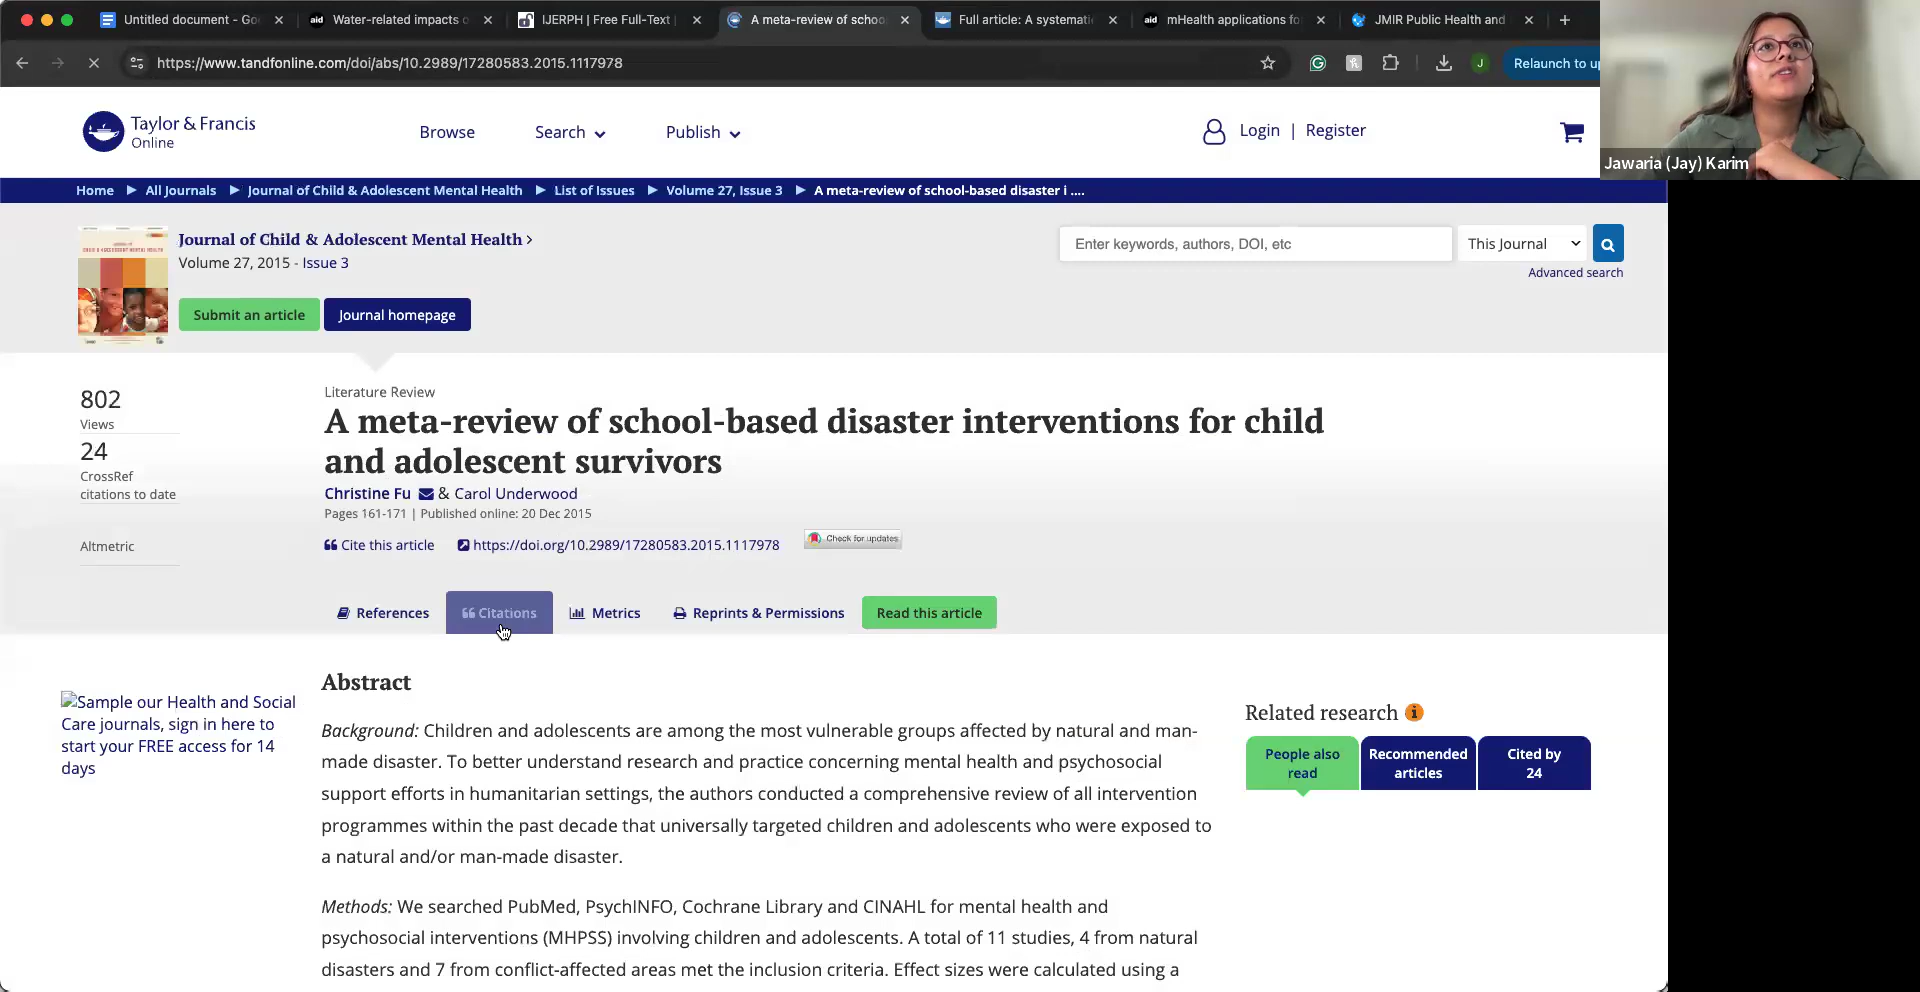 Untitled document - Go
Water-related impacts o
IJERPH | Free Full-Text
A meta-review of schoo
Full article: A systemati
mHealth applications fo
JMIR Public Health and
https://www.tandfonline.com/doi/abs/10.2989/17280583.2015.1117978
J
Relaunch to up
Jawaria (Jay) Karim
Taylor & Francis
Online
Browse
Search
Publish
Login | Register
Home
All Journals
Journal of Child & Adolescent Mental Health
List of Issues
Volume 27, Issue 3
A meta-review of school-based disaster i ....
Journal of Child & Adolescent Mental Health
Volume 27, 2015 - Issue 3
Enter keywords, authors, DOI, etc
This Journal
Advanced search
Submit an article
Journal homepage
802
Views
24
CrossRef
citations to date
Altmetric
Literature Review
A meta-review of school-based disaster interventions for child
and adolescent survivors
Christine Fu & Carol Underwood
Pages 161-171 | Published online: 20 Dec 2015
Cite this article
https://doi.org/10.2989/17280583.2015.1117978
Check for updates
References
Citations
Metrics
Reprints & Permissions
Read this article
Sample our Health and Social
Care journals, sign in here to
start your FREE access for 14
days
Abstract
Background: Children and adolescents are among the most vulnerable groups affected by natural and man-
made disaster. To better understand research and practice concerning mental health and psychosocial
support efforts in humanitarian settings, the authors conducted a comprehensive review of all intervention
programmes within the past decade that universally targeted children and adolescents who were exposed to
a natural and/or man-made disaster.
Methods: We searched PubMed, PsychINFO, Cochrane Library and CINAHL for mental health and
psychosocial interventions (MHPSS) involving children and adolescents. A total of 11 studies, 4 from natural
disasters and 7 from conflict-affected areas met the inclusion criteria. Effect sizes were calculated using a
Related research
People also
read
Recommended
articles
Cited by
24